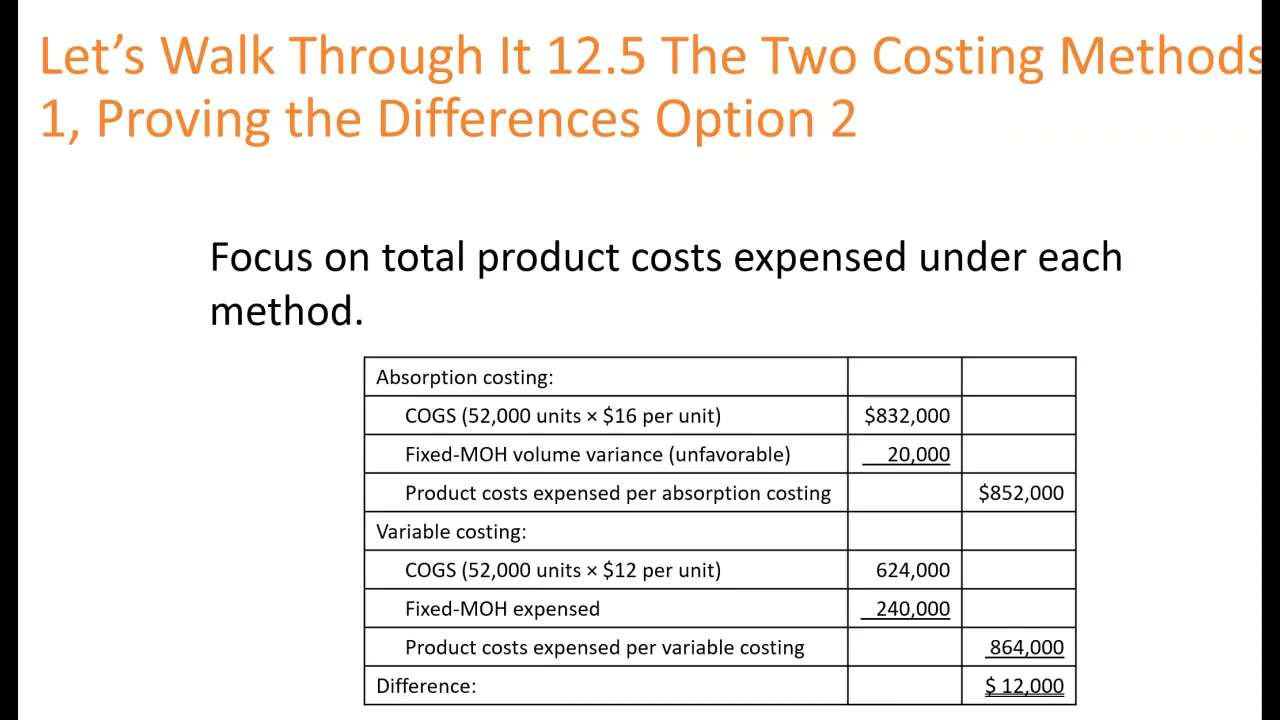 Let's Walk Through It 12.5 The Two Costing Methods
1, Proving the Differences Option 2
Focus on total product costs expensed under each
method.
Absorption costing:
COGS (52,000 units × $16 per unit) $832,000
Fixed-MOH volume variance (unfavorable) 20,000
Product costs expensed per absorption costing $852,000
Variable costing:
COGS (52,000 units × $12 per unit) 624,000
Fixed-MOH expensed 240,000
Product costs expensed per variable costing 864,000
Difference: $ 12,000